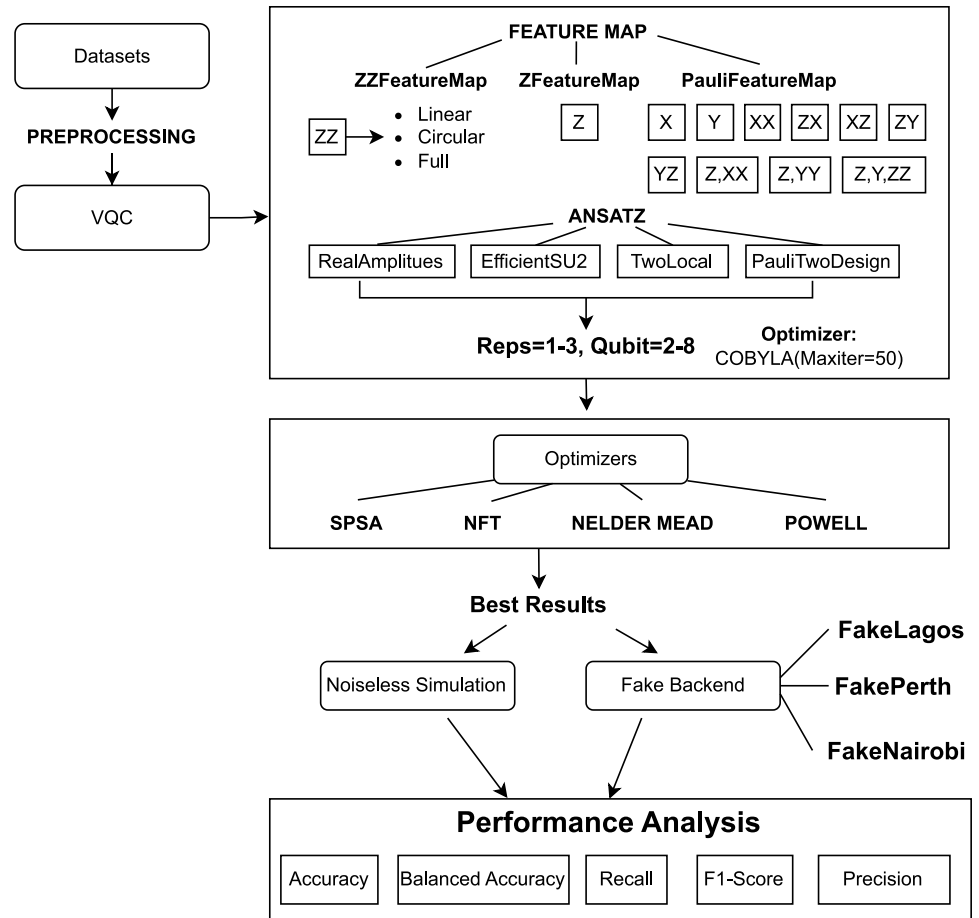 Datasets
PREPROCESSING
VQC
FEATURE MAP
ZZFeatureMap ZFeatureMap PauliFeatureMap
ZZ
• Linear
• Circular
• Full
Z
X Y XX ZX XZ ZY
YZ Z,XX Z,YY Z,Y,ZZ
ANSATZ
RealAmplitues EfficientSU2 TwoLocal PauliTwoDesign
Reps=1-3, Qubit=2-8
Optimizer:
COBYLA(Maxiter=50)
Optimizers
SPSA NFT NELDER MEAD POWELL
Best Results
Noiseless Simulation Fake Backend
FakeLagos
FakePerth
FakeNairobi
Performance Analysis
Accuracy Balanced Accuracy Recall F1-Score Precision